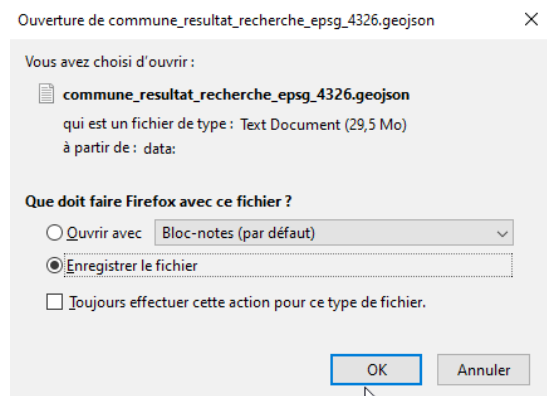 Ouverture de commune_resultat_recherche_epsg_4326.geojson
Vous avez choisi d'ouvrir :
commune_resultat_recherche_epsg_4326.geojson
qui est un fichier de type : Text Document (29,5 Mo)
à partir de : data:
Que doit faire Firefox avec ce fichier ?
Ouvrir avec Bloc-notes (par défaut)
Enregistrer le fichier
Toujours effectuer cette action pour ce type de fichier.
OK Annuler